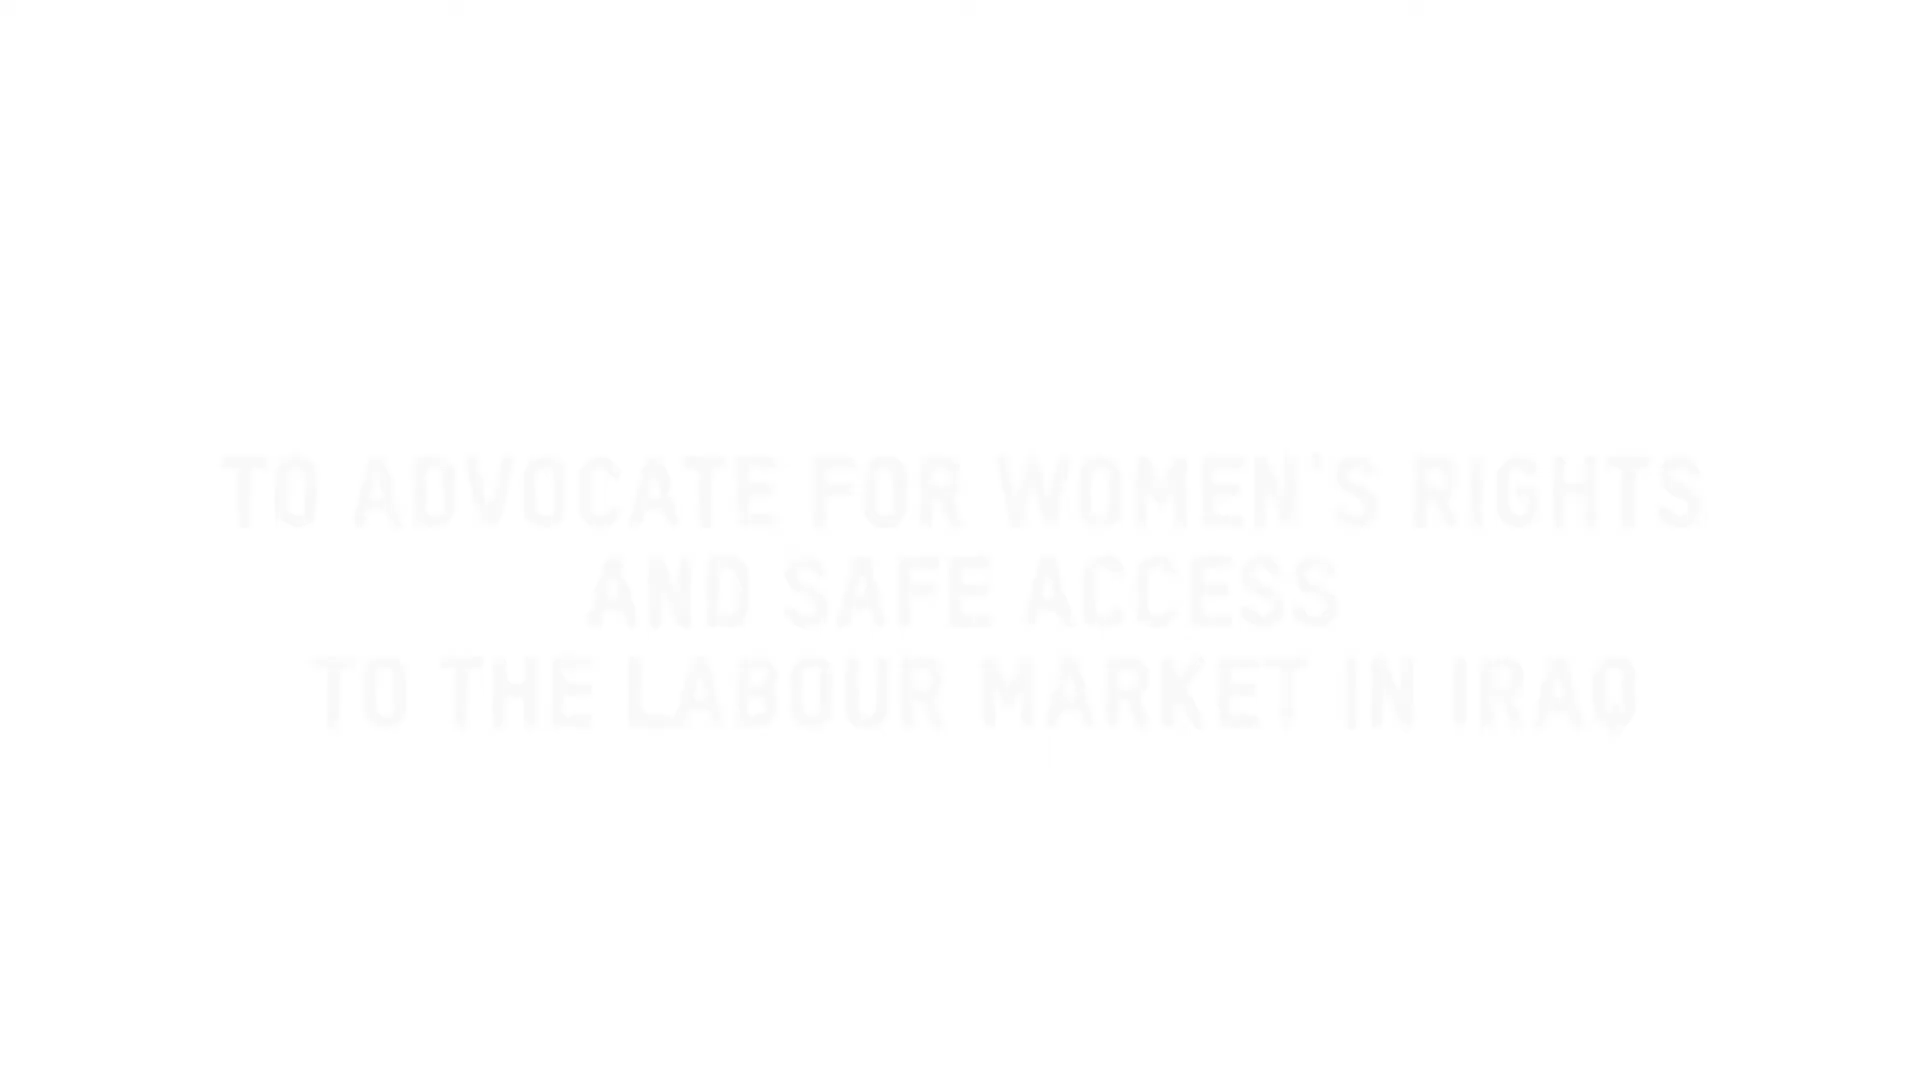 TO ADVOCATE FOR WOMEN'S RIGHTS
AND SAFE ACCESS
TO THE LABOUR MARKET IN IRAQ